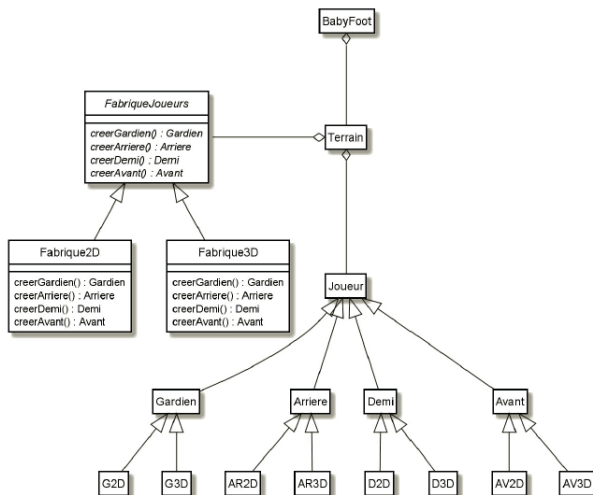 BabyFoot
FabriqueJoueurs
creerGardien() : Gardien
creerArriere() : Arriere
creerDemi() : Demi
creerAvant() : Avant
Terrain
Fabrique2D
creerGardien() : Gardien
creerArriere() : Arriere
creerDemi() : Demi
creerAvant() : Avant
Fabrique3D
creerGardien() : Gardien
creerArriere() : Arriere
creerDemi() : Demi
creerAvant() : Avant
Joueur
Gardien
Arriere
Demi
Avant
G2D
G3D
AR2D
AR3D
D2D
D3D
AV2D
AV3D